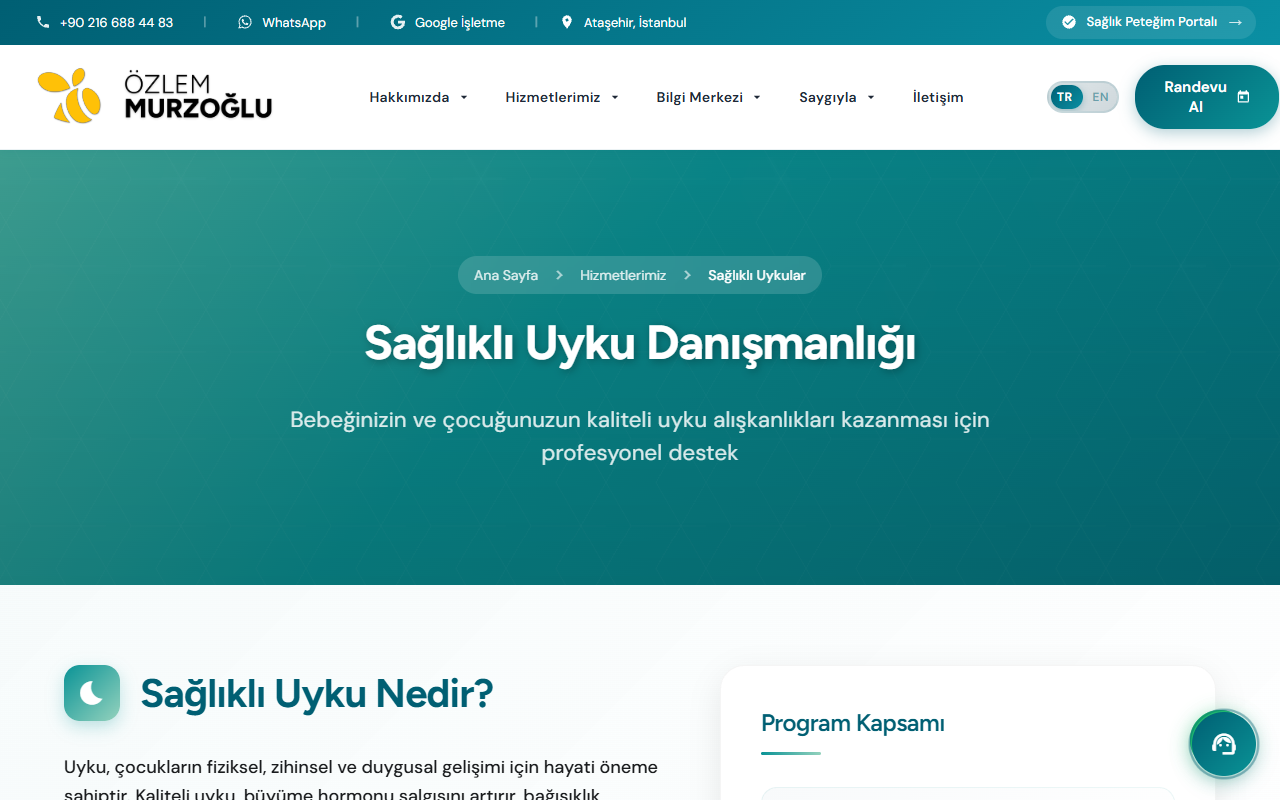 +90 216 688 44 83
WhatsApp
Google İşletme
Ataşehir, İstanbul
Sağlık Peteğim Portalı →
ÖZLEM
MURZOĞLU
Hakkımızda
Hizmetlerimiz
Bilgi Merkezi
Saygıyla
İletişim
TR
EN
Randevu
Al
Ana Sayfa
Hizmetlerimiz
Sağlıklı Uykular
Sağlıklı Uyku Danışmanlığı
Bebeğinizin ve çocuğunuzun kaliteli uyku alışkanlıkları kazanması için
profesyonel destek
Sağlıklı Uyku Nedir?
Uyku, çocukların fiziksel, zihinsel ve duygusal gelişimi için hayati öneme
sahiptir. Kaliteli uyku, büyüme hormonu salgısını artırır, bağışıklık
Program Kapsamı